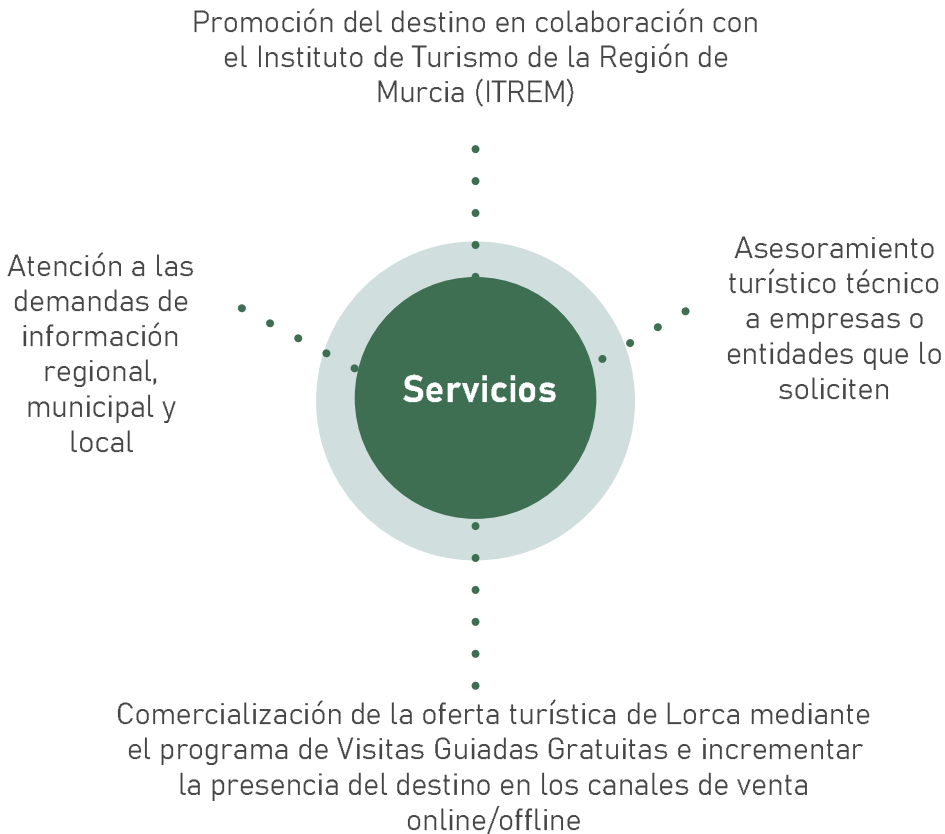 Promoción del destino en colaboración con
el Instituto de Turismo de la Región de
Murcia (ITREM)
Atención a las
demandas de
información
regional,
municipal y
local
Servicios
Asesoramiento
turístico técnico
a empresas o
entidades que lo
soliciten
Comercialización de la oferta turística de Lorca mediante
el programa de Visitas Guiadas Gratuitas e incrementar
la presencia del destino en los canales de venta
online/offline